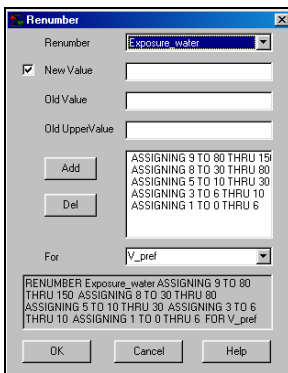 Renumber
Renumber
Exposure_water
New Value
Old Value
Old UpperValue
Add
Del
ASSIGNING 9 TO 80 THRU 150
ASSIGNING 8 TO 30 THRU 80
ASSIGNING 5 TO 10 THRU 30
ASSIGNING 3 TO 6 THRU 10
ASSIGNING 1 TO 0 THRU 6
For
V_pref
RENUMBER Exposure_water ASSIGNING 9 TO 80
THRU 150 ASSIGNING 8 TO 30 THRU 80
ASSIGNING 5 TO 10 THRU 30 ASSIGNING 3 TO 6
THRU 10 ASSIGNING 1 TO 0 THRU 6 FOR V_pref
OK
Cancel
Help